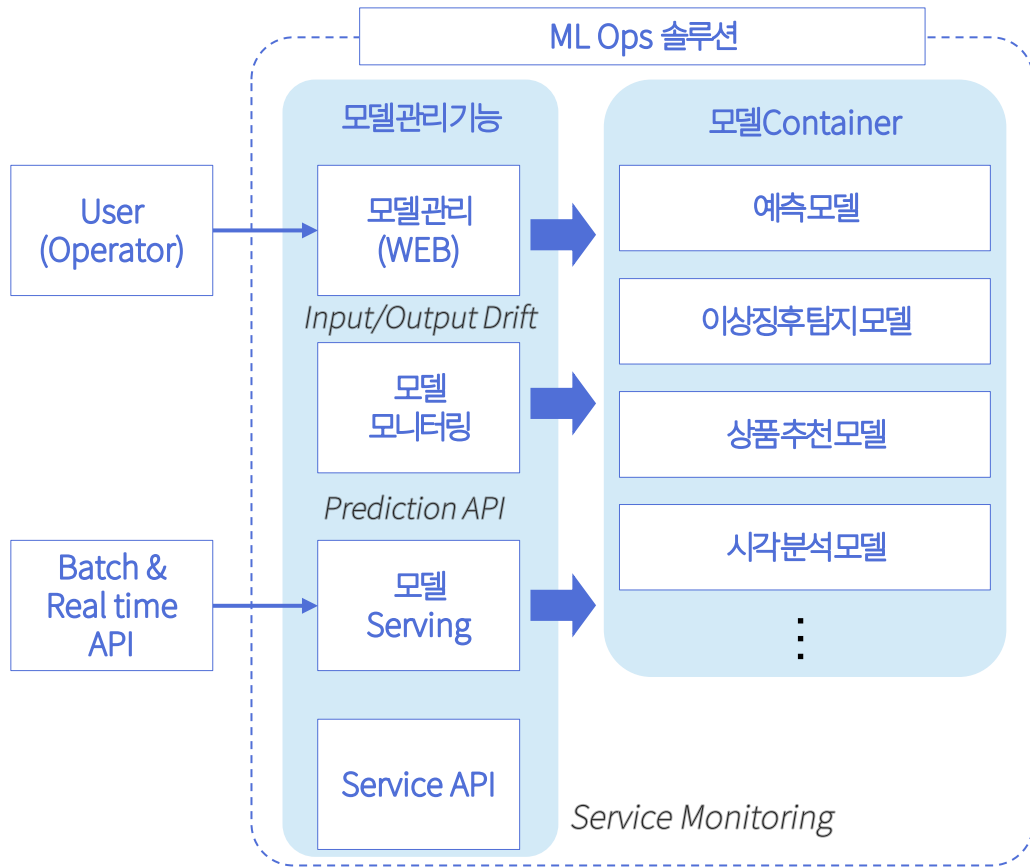 ML Ops 솔루션
모델관리기능
모델Container
User
(Operator)
모델관리
(WEB)
예측모델
Input/Output Drift
이상징후탐지모델
모델
모니터링
상품추천모델
Prediction API
시각분석모델
Batch &
Real time
API
모델
Serving
Service API
Service Monitoring